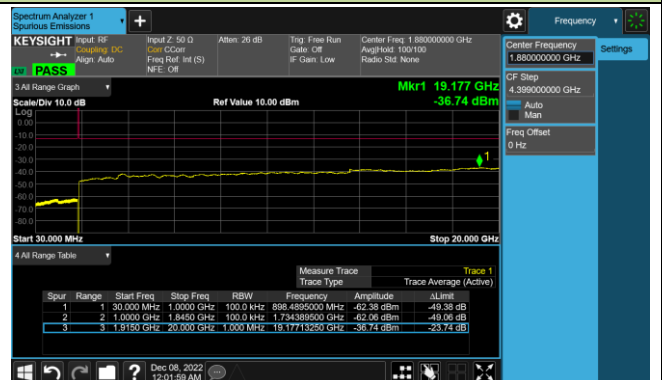 Spectrum Analyzer 1
Spurious Emissions
Frequency
KEYSIGHT
Input: RF
Coupling: DC
Align: Auto
Input Z: 50 Ω
Corr CCorr
Freq Ref: Int (S)
NFE: Off
Atten: 26 dB
Trig: Free Run
Gate: Off
IF Gain: Low
Center Freq: 1.880000000 GHz
Avg|Hold: 100/100
Radio Std: None
PASS
Center Frequency
1.880000000 GHz
Settings
CF Step
4.399000000 GHz
Auto
Man
Freq Offset
0 Hz
3 All Range Graph
Mkr1 19.177 GHz
Scale/Div 10.0 dB
Ref Value 10.00 dBm
-36.74 dBm
Log
0.00
-10.0
-20.0
-30.0
-40.0
-50.0
-60.0
-70.0
-80.0
1
Start 30.000 MHz
Stop 20.000 GHz
4 All Range Table
Measure Trace Trace 1
Trace Type Trace Average (Active)
Spur Range Start Freq Stop Freq RBW Frequency Amplitude ΔLimit
1 1 30.000 MHz 1.0000 GHz 100.0 kHz 898.4895000 MHz -62.38 dBm -49.38 dB
2 2 1.0000 GHz 1.8450 GHz 100.0 kHz 1.734389500 GHz -62.06 dBm -49.06 dB
3 3 1.9150 GHz 20.000 GHz 1.000 MHz 19.17713250 GHz -36.74 dBm -23.74 dB
?
Dec 08, 2022
12:01:59 AM